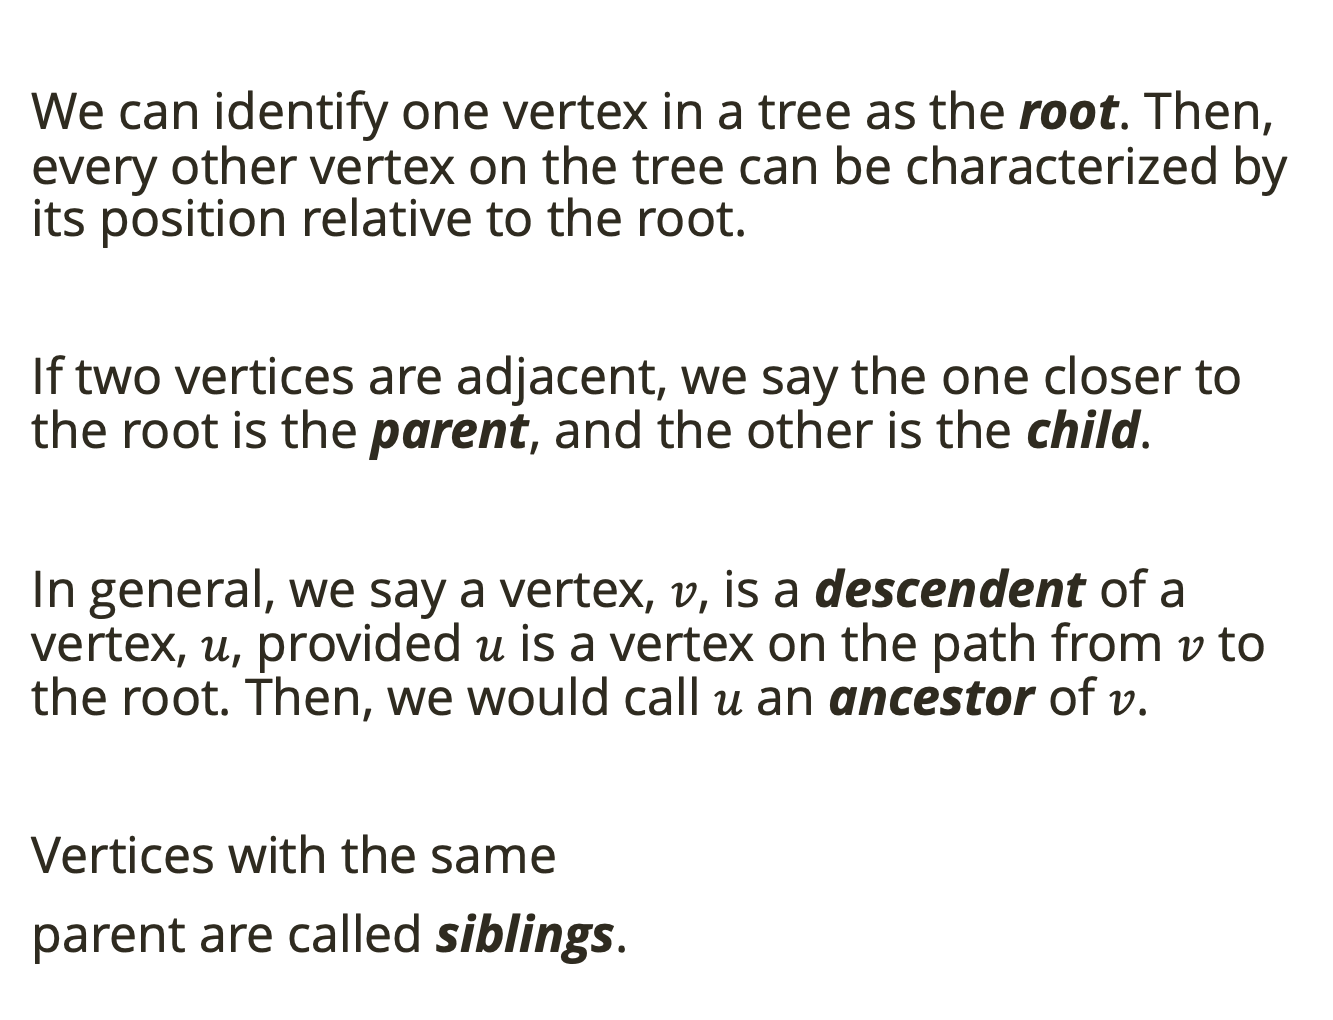 We can identify one vertex in a tree as the root. Then,
every other vertex on the tree can be characterized by
its position relative to the root.
If two vertices are adjacent, we say the one closer to
the root is the parent, and the other is the child.
In general, we say a vertex, 𝑣, is a descendent of a
vertex, 𝑢, provided 𝑢 is a vertex on the path from 𝑣 to
the root. Then, we would call 𝑢 an ancestor of 𝑣.
Vertices with the same
parent are called siblings.